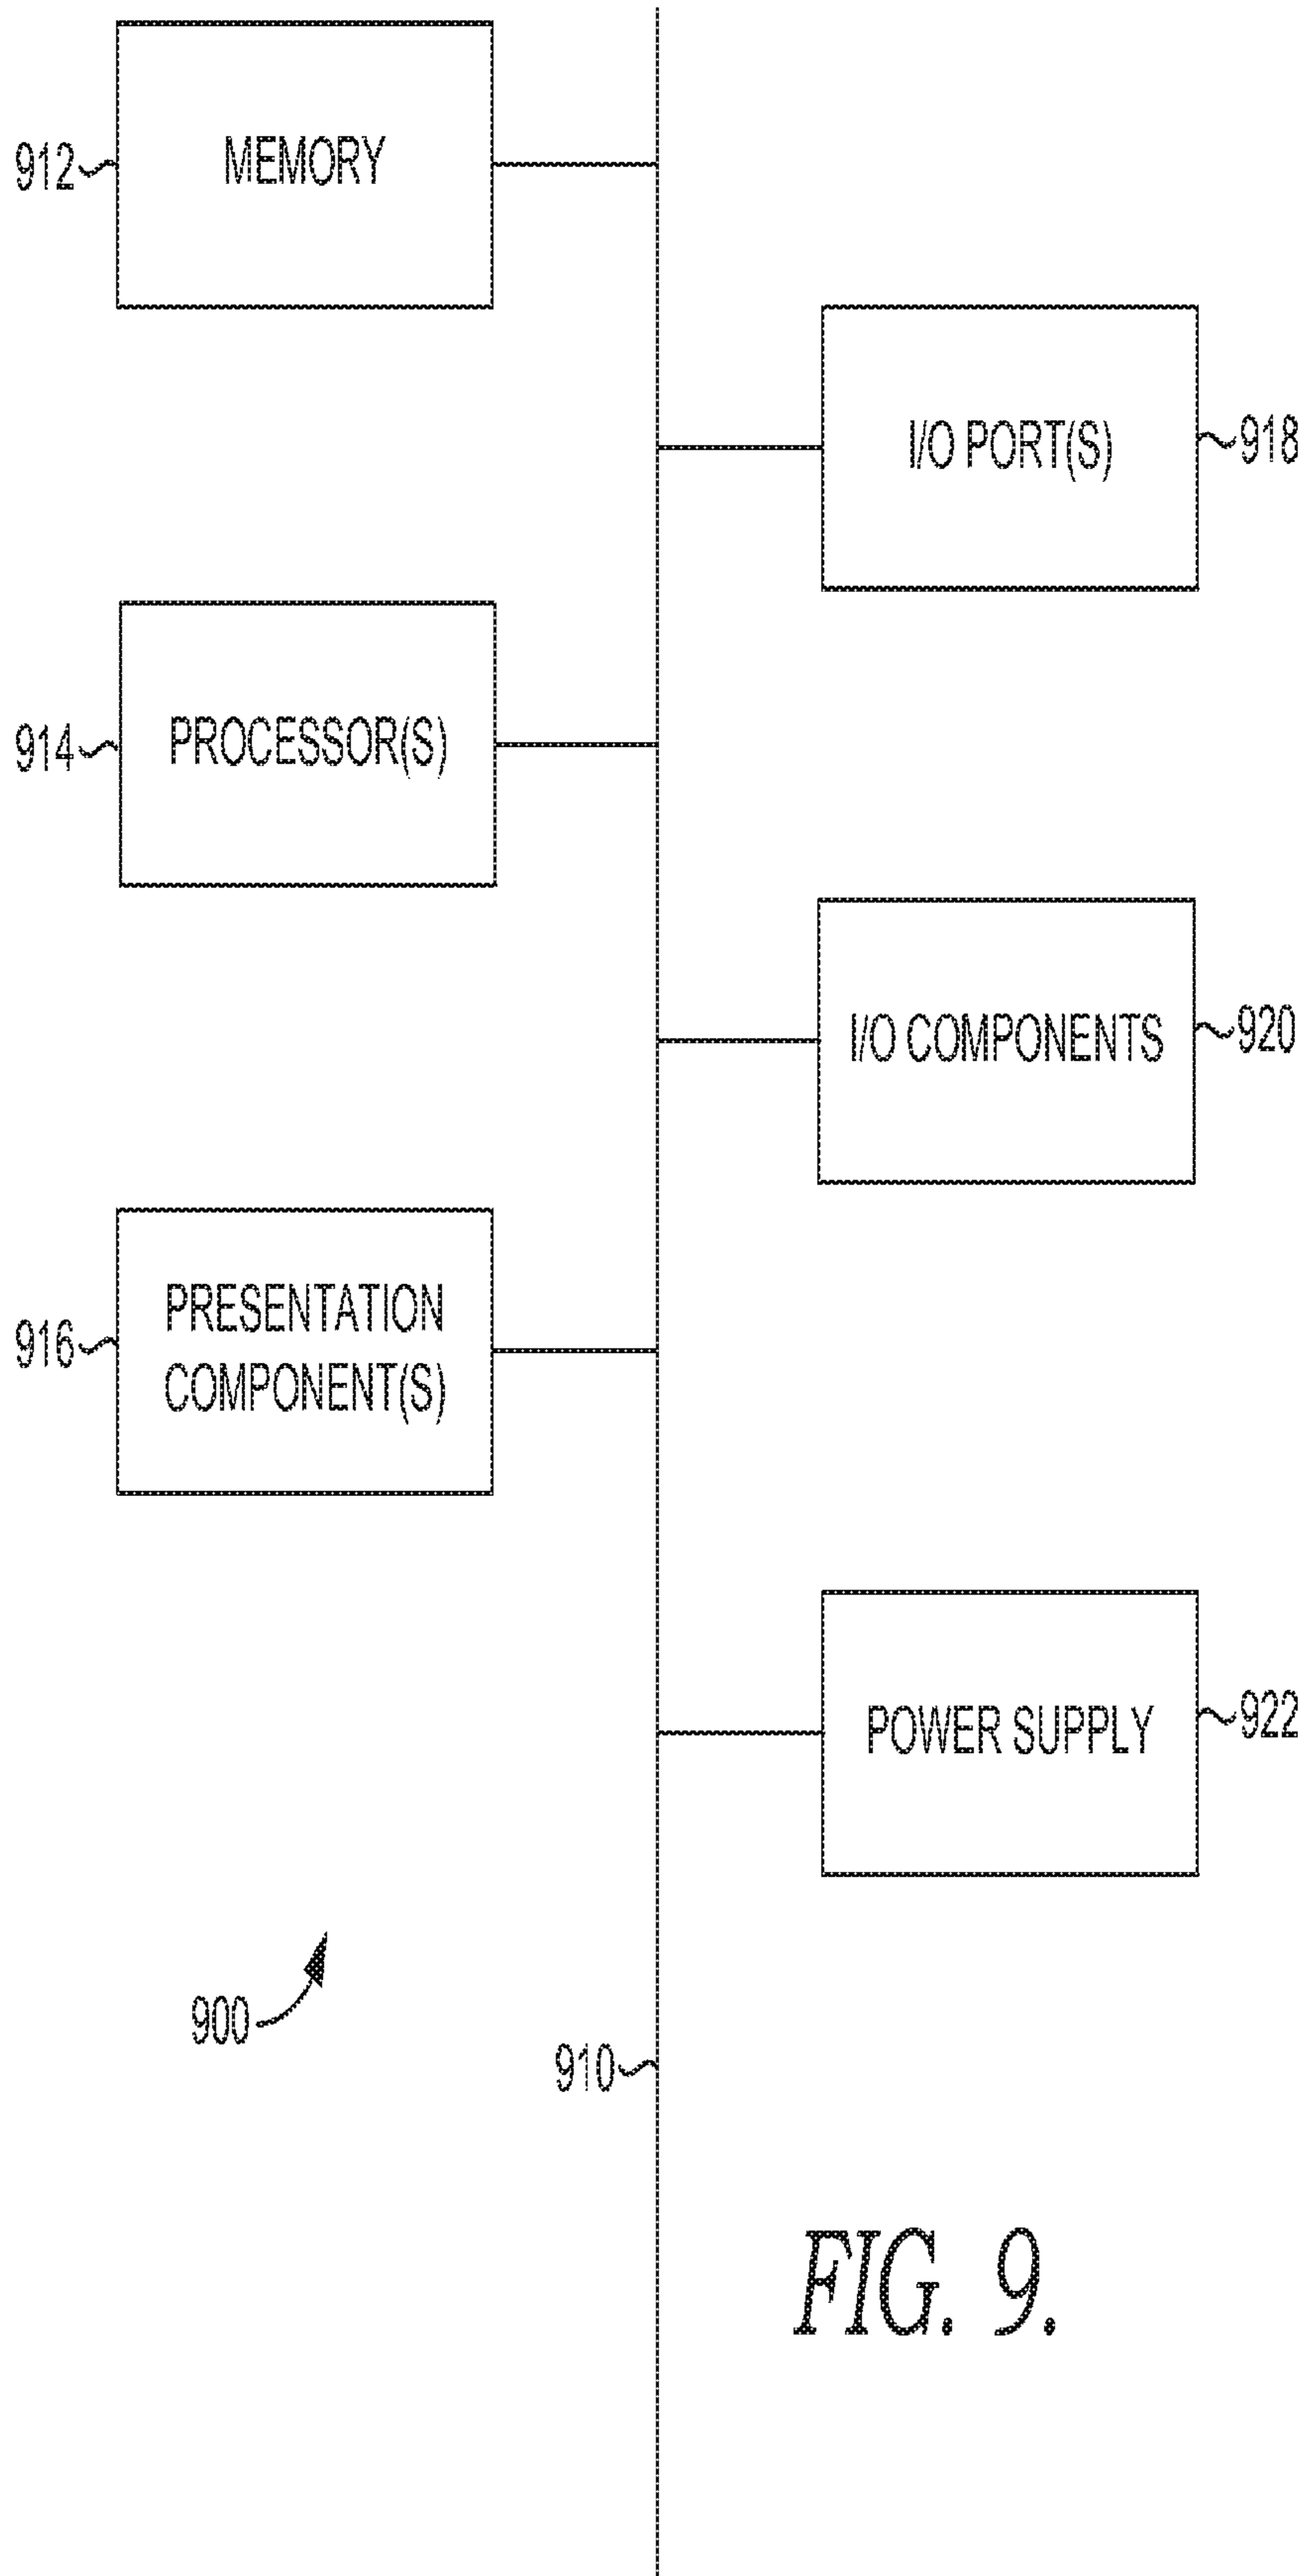 912
MEMORY
I/O PORT(S)
918
914
PROCESSOR(S)
I/O COMPONENTS
920
916
PRESENTATION
COMPONENT(S)
POWER SUPPLY
922
900
910
FIG. 9.